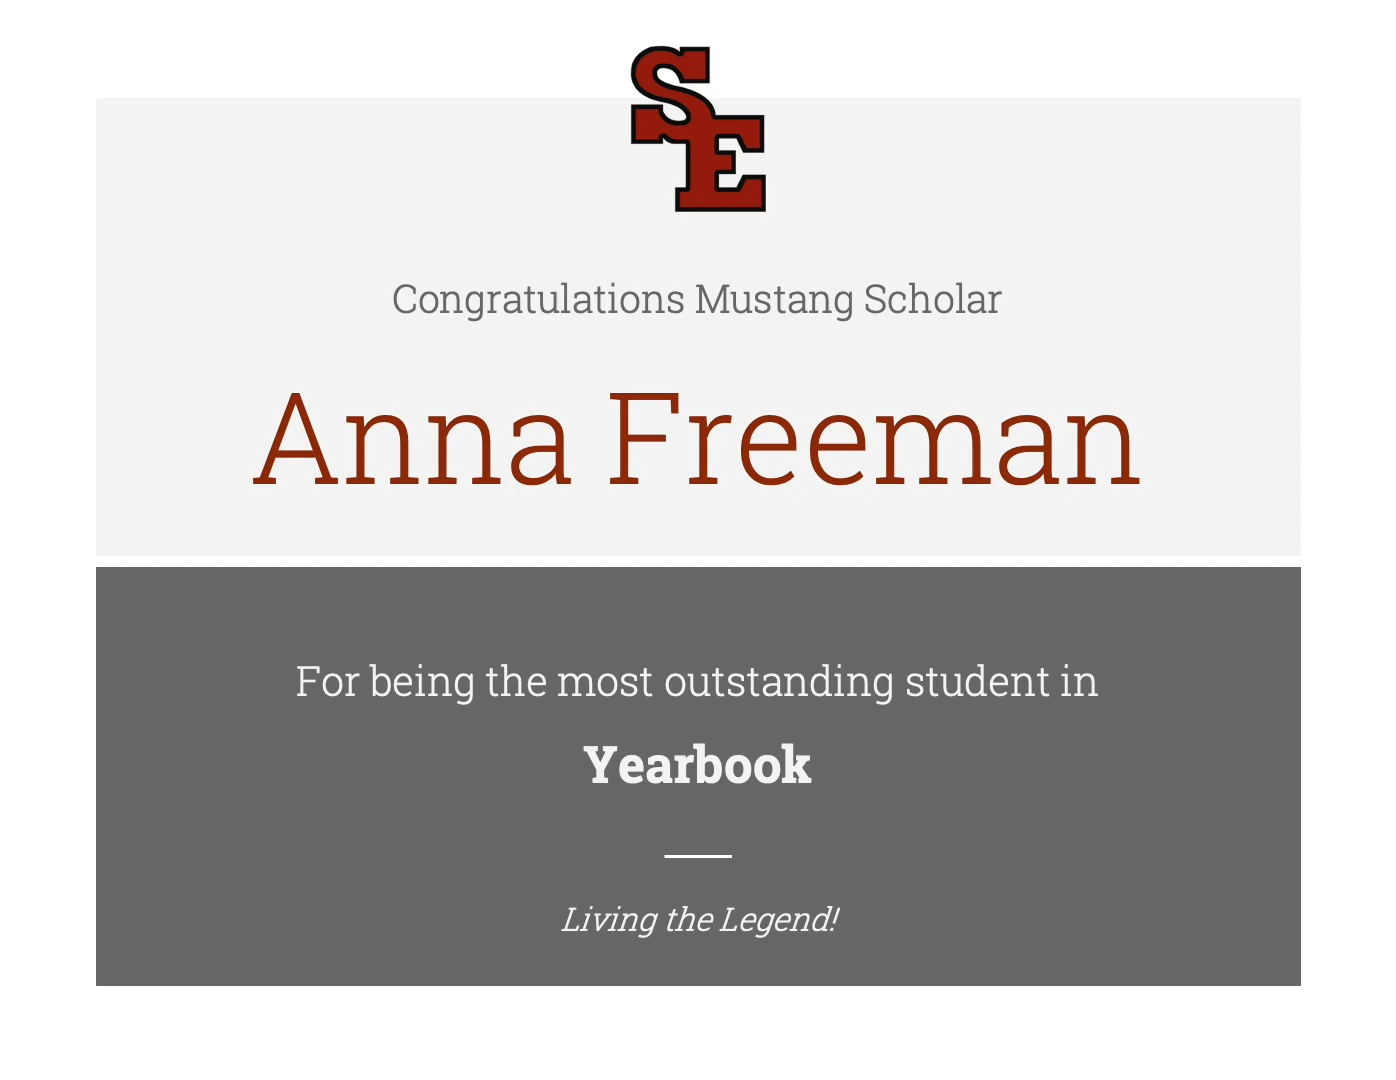 SE
Congratulations Mustang Scholar
Anna Freeman
For being the most outstanding student in
Yearbook
Living the Legend!